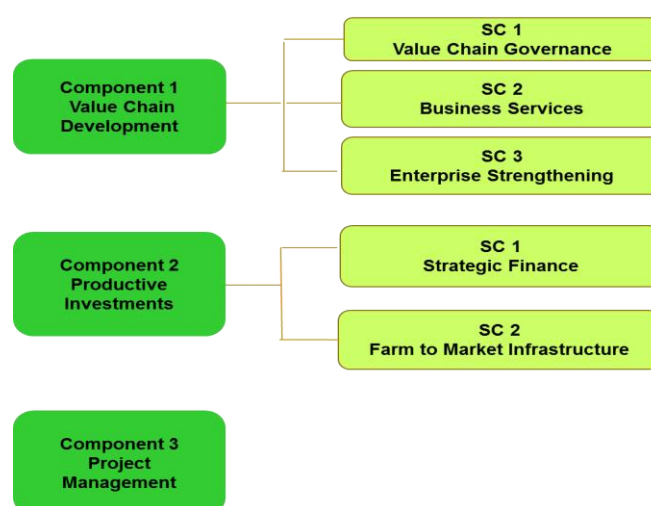 Component 1
Value Chain
Development
SC 1
Value Chain Governance
SC 2
Business Services
SC 3
Enterprise Strengthening
Component 2
Productive
Investments
SC 1
Strategic Finance
SC 2
Farm to Market Infrastructure
Component 3
Project
Management